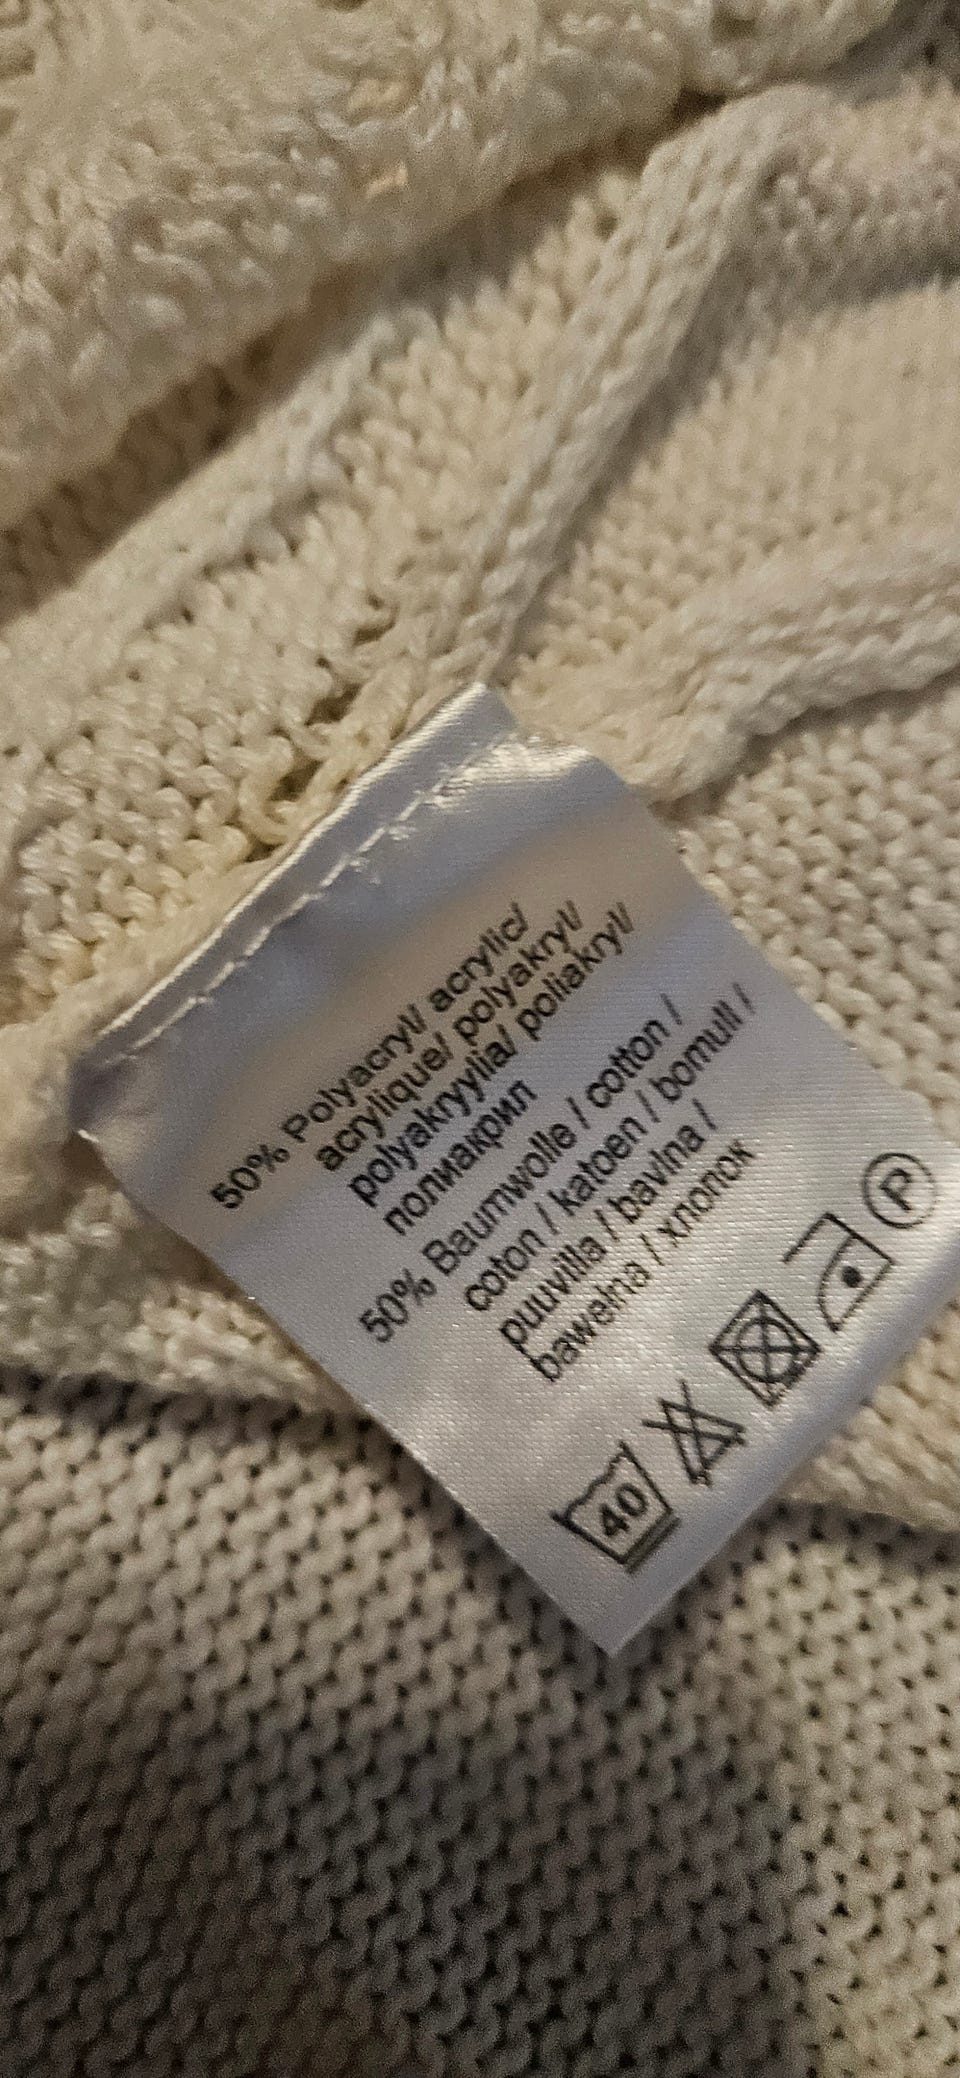 50% Polyacryl/ acrylic/
acrylique/ polyakryl/
polyakryylia/ poliakryl/
полиакрил
50% Baumwolle / cotton /
coton / katoen / bomull /
puuvilla / bavlna /
bawełna / хлопок
40 P